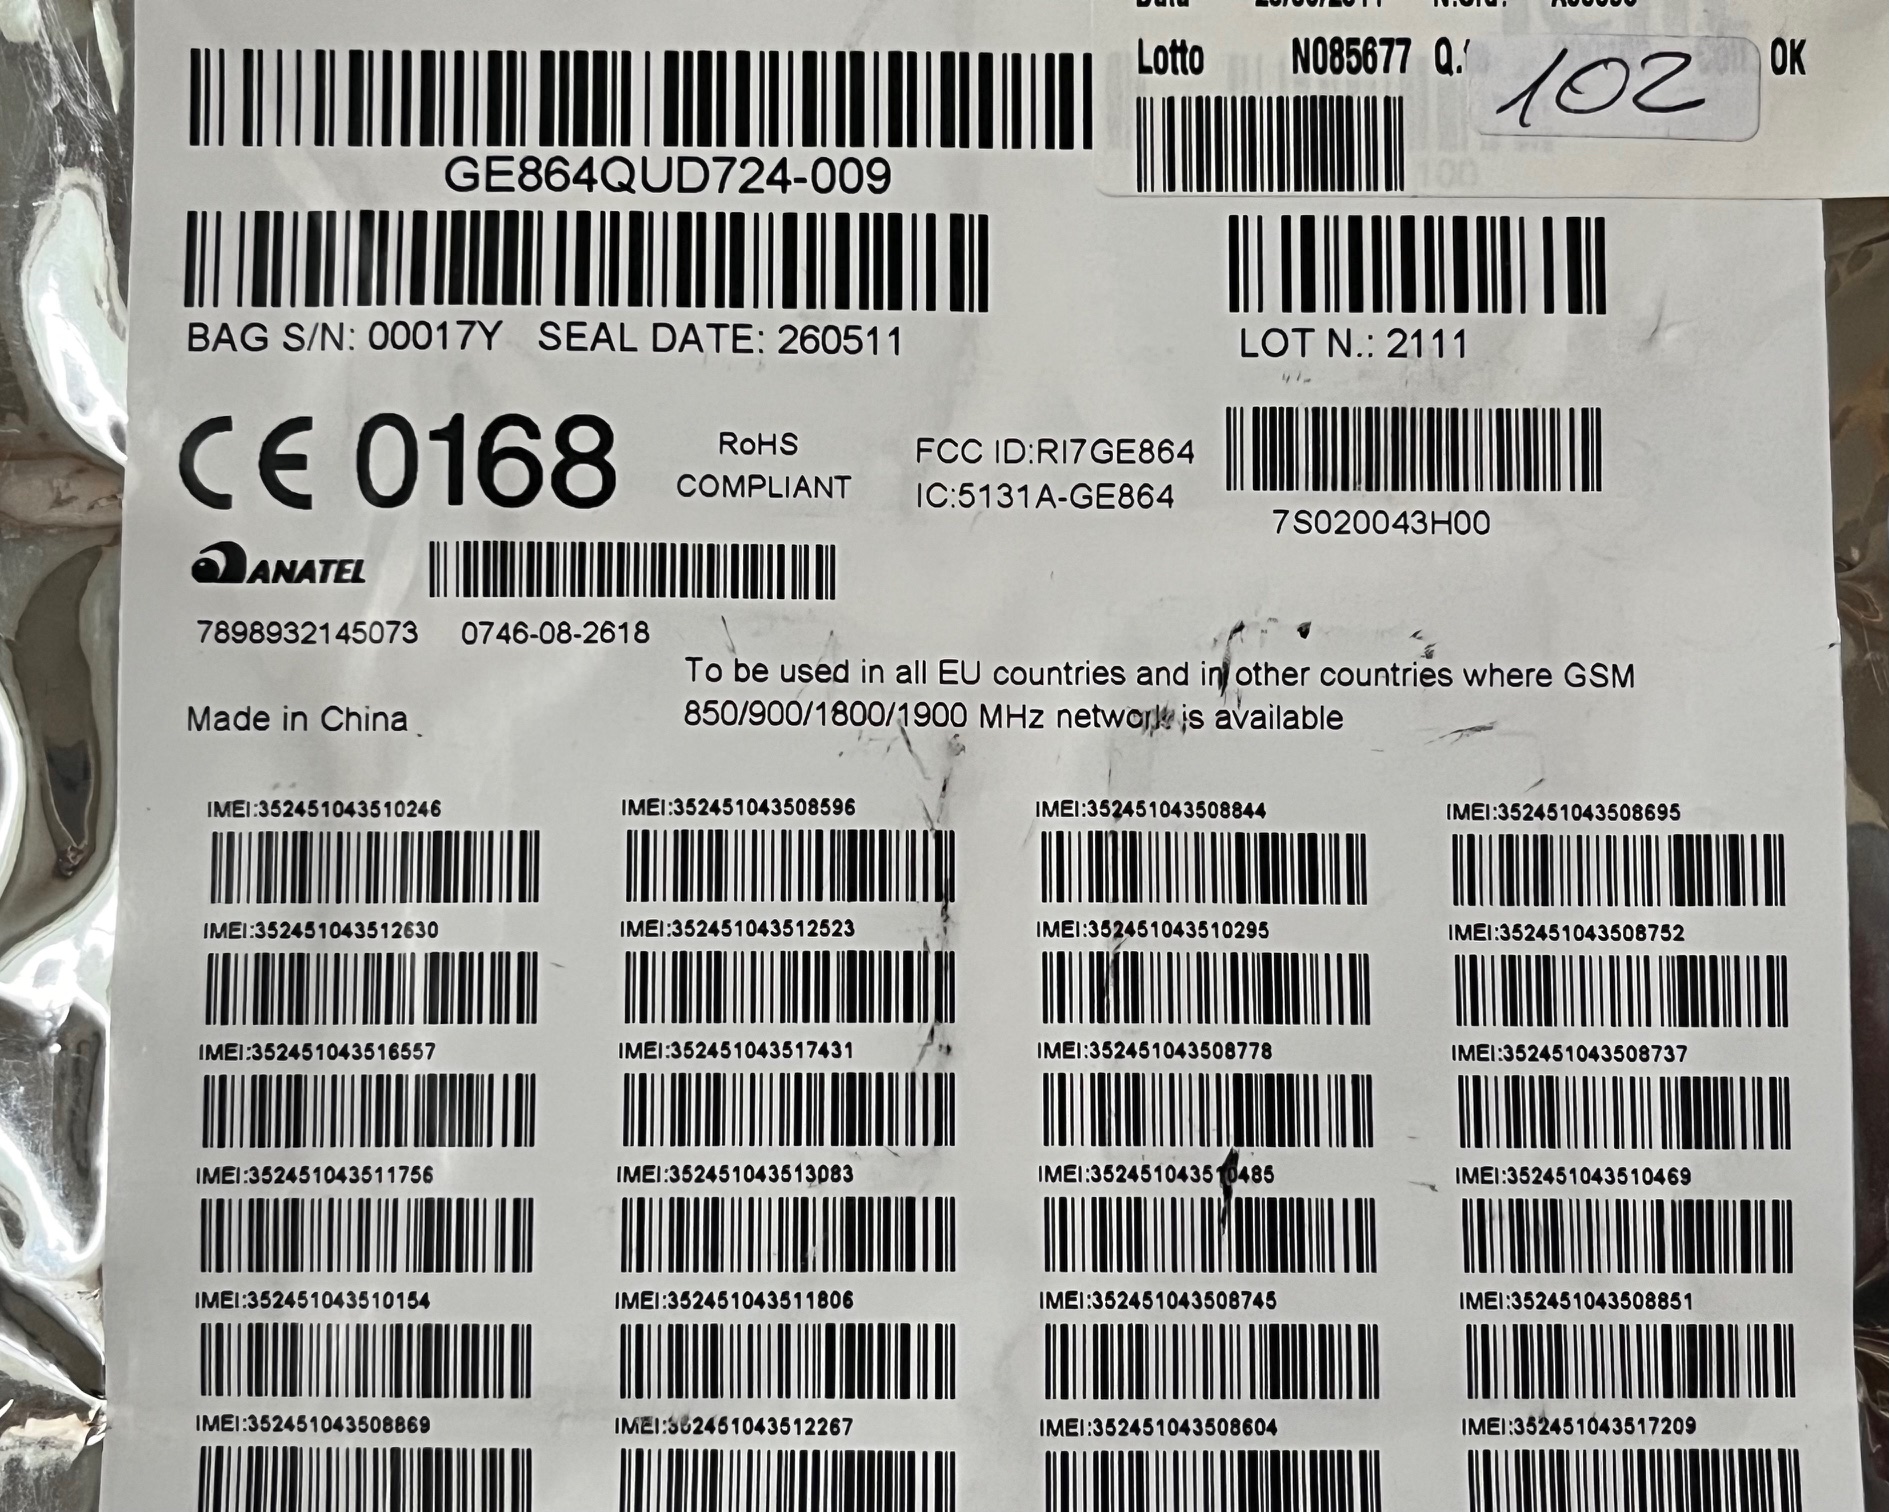 Lotto N085677 Q. 102 OK
100
GE864QUD724-009
BAG S/N: 00017Y SEAL DATE: 260511 LOT N.: 2111
CE 0168
RoHS
COMPLIANT
FCC ID:RI7GE864
IC:5131A-GE864
7S020043H00
ANATEL
7898932145073 0746-08-2618
To be used in all EU countries and in other countries where GSM
850/900/1800/1900 MHz network is available
Made in China
IMEI:352451043510246 IMEI:352451043508596 IMEI:352451043508844 IMEI:352451043508695
IMEI:352451043512630 IMEI:352451043512523 IMEI:352451043510295 IMEI:352451043508752
IMEI:352451043516557 IMEI:352451043517431 IMEI:352451043508778 IMEI:352451043508737
IMEI:352451043511756 IMEI:352451043513083 IMEI:352451043510485 IMEI:352451043510469
IMEI:352451043510154 IMEI:352451043511806 IMEI:352451043508745 IMEI:352451043508851
IMEI:352451043508869 IMEI:352451043512267 IMEI:352451043508604 IMEI:352451043517209